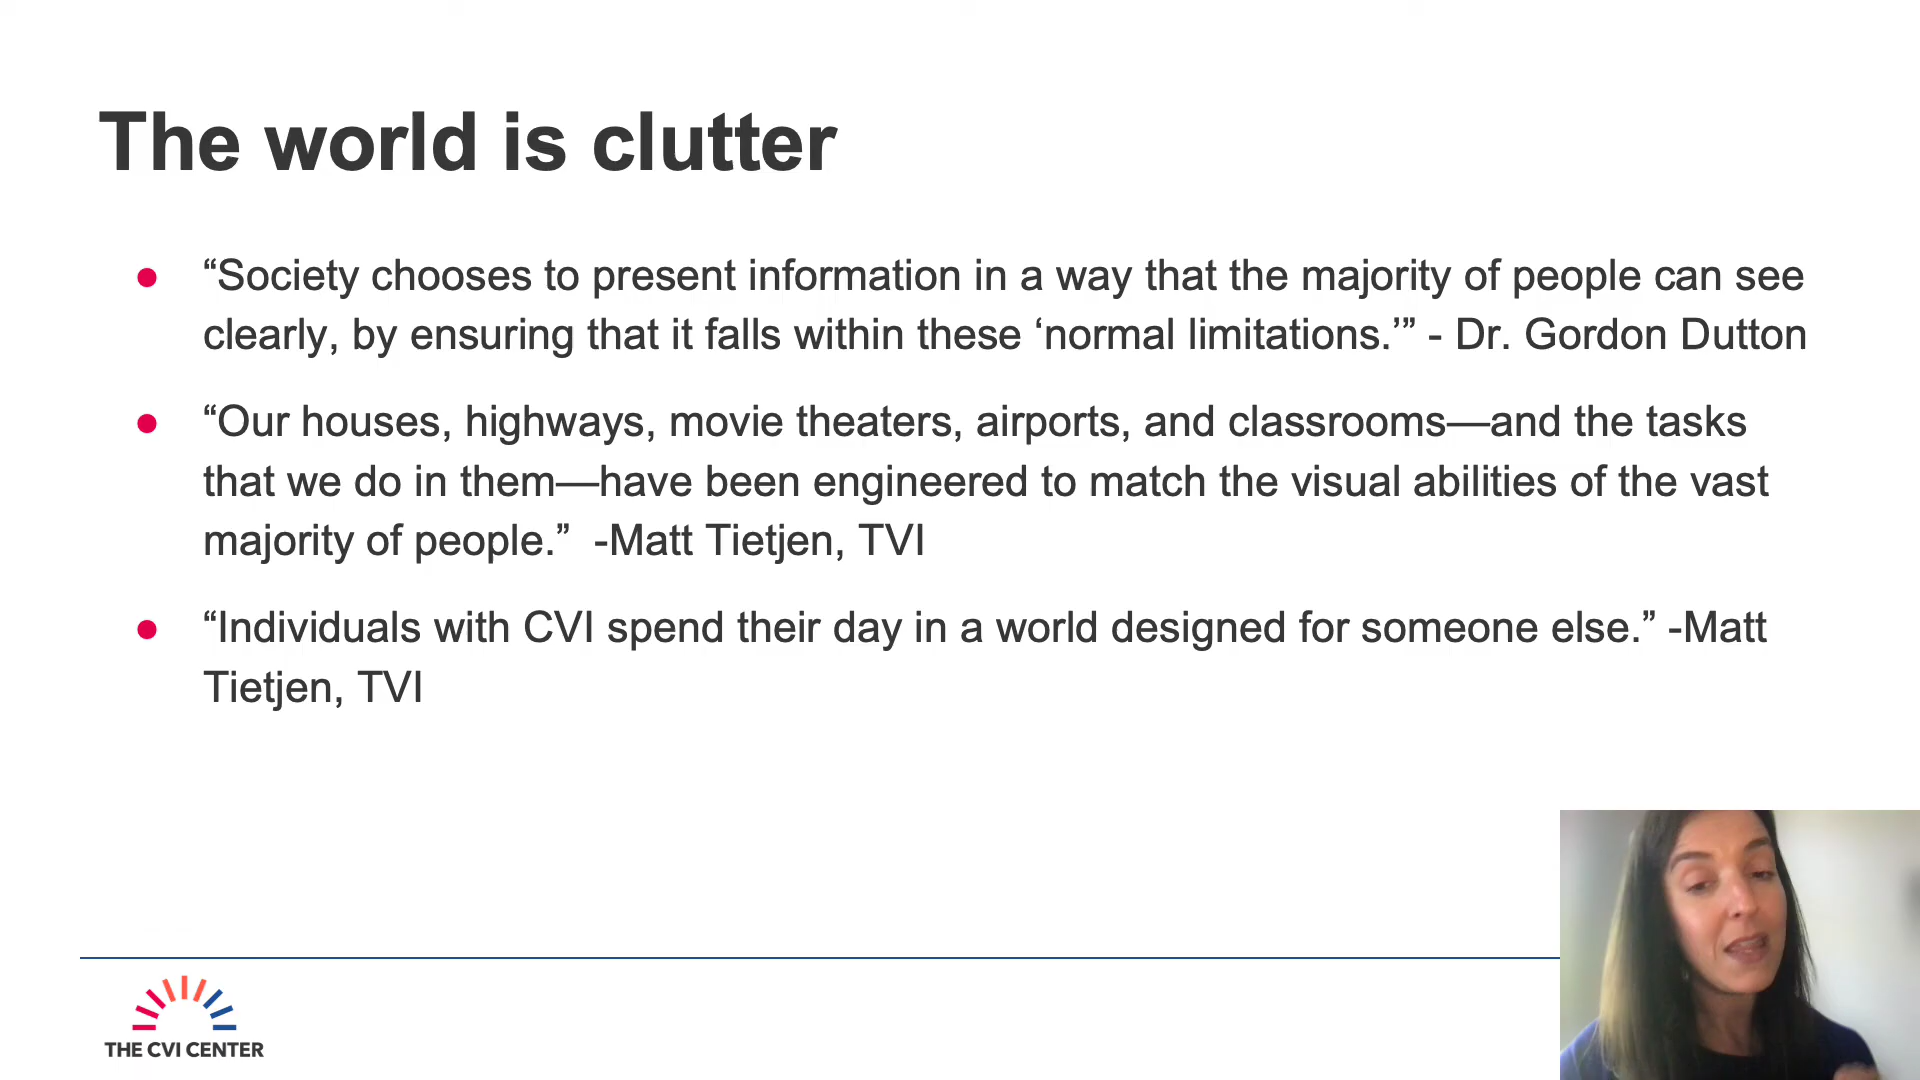 The world is clutter
“Society chooses to present information in a way that the majority of people can see
clearly, by ensuring that it falls within these ‘normal limitations.’” - Dr. Gordon Dutton
“Our houses, highways, movie theaters, airports, and classrooms—and the tasks
that we do in them—have been engineered to match the visual abilities of the vast
majority of people.”  -Matt Tietjen, TVI
“Individuals with CVI spend their day in a world designed for someone else.” -Matt
Tietjen, TVI
THE CVI CENTER